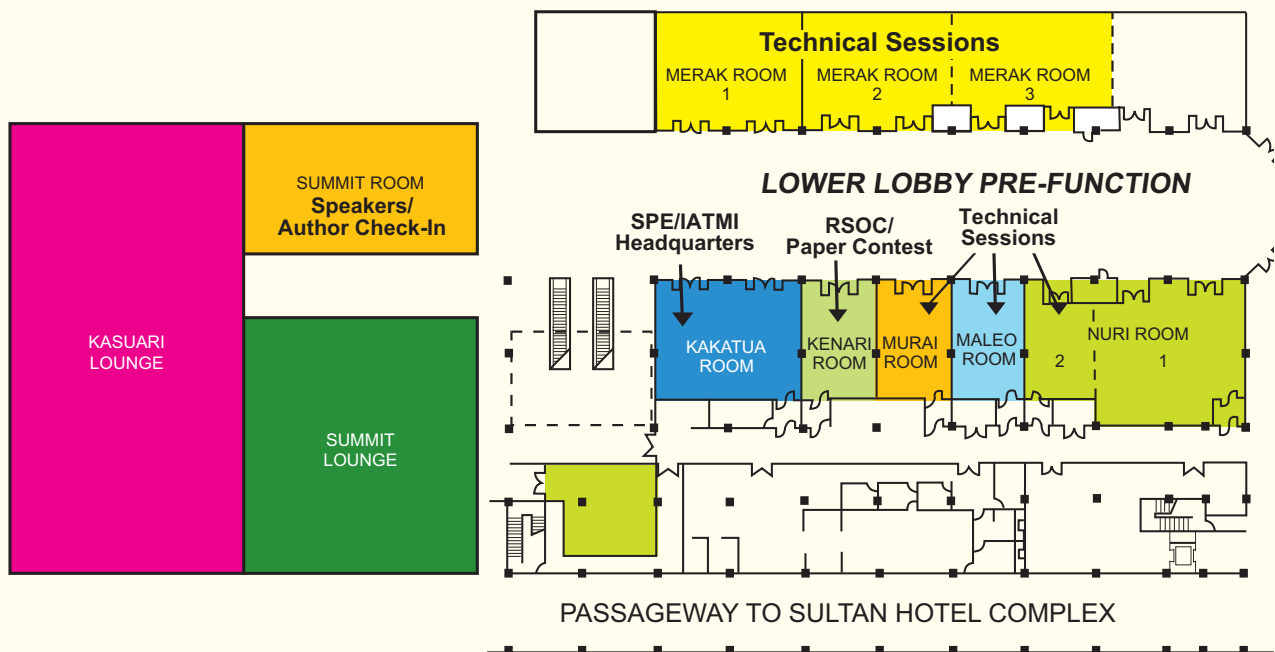 Technical Sessions
MERAK ROOM
1
MERAK ROOM
2
MERAK ROOM
3
SUMMIT ROOM
Speakers/
Author Check-In
LOWER LOBBY PRE-FUNCTION
SPE/IATMI
Headquarters
RSOC/
Paper Contest
Technical
Sessions
KASUARI
LOUNGE
KAKATUA
ROOM
KENARI
ROOM
MURAI
ROOM
MALEO
ROOM
NURI ROOM
2
1
SUMMIT
LOUNGE
PASSAGEWAY TO SULTAN HOTEL COMPLEX